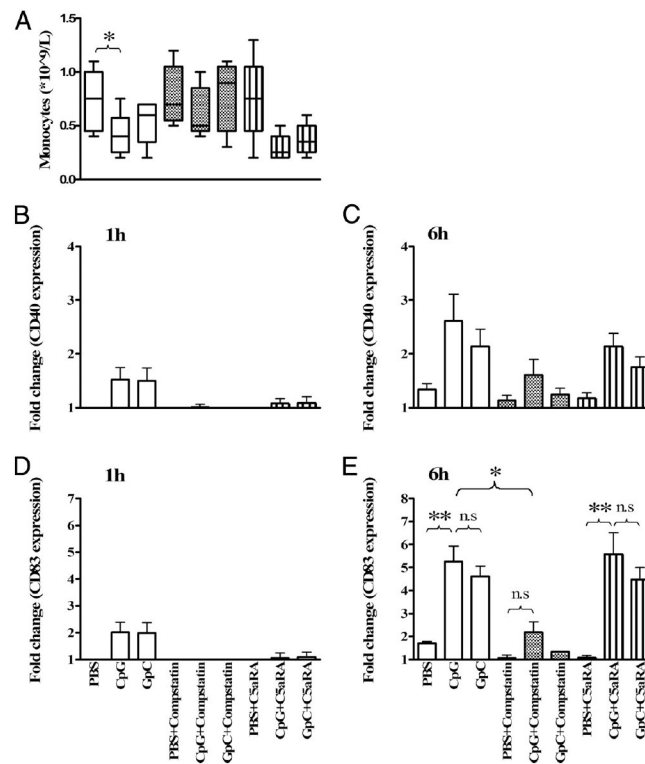 A
Monocytes (*10^9/L)
1.5
1.0
0.5
0.0
*
B
1h
Fold change (CD40 expression)
4
3
2
1
C
6h
Fold change (CD40 expression)
4
3
2
1
D
1h
Fold change (CD83 expression)
7
6
5
4
3
2
1
PBS
CpG
GpC
PBS+Compstatin
CpG+Compstatin
GpC+Compstatin
PBS+C5aRA
CpG+C5aRA
GpC+C5aRA
E
6h
Fold change (CD83 expression)
8
7
6
5
4
3
2
1
*
** n.s
n.s
** n.s
PBS
CpG
GpC
PBS+Compstatin
CpG+Compstatin
GpC+Compstatin
PBS+C5aRA
CpG+C5aRA
GpC+C5aRA